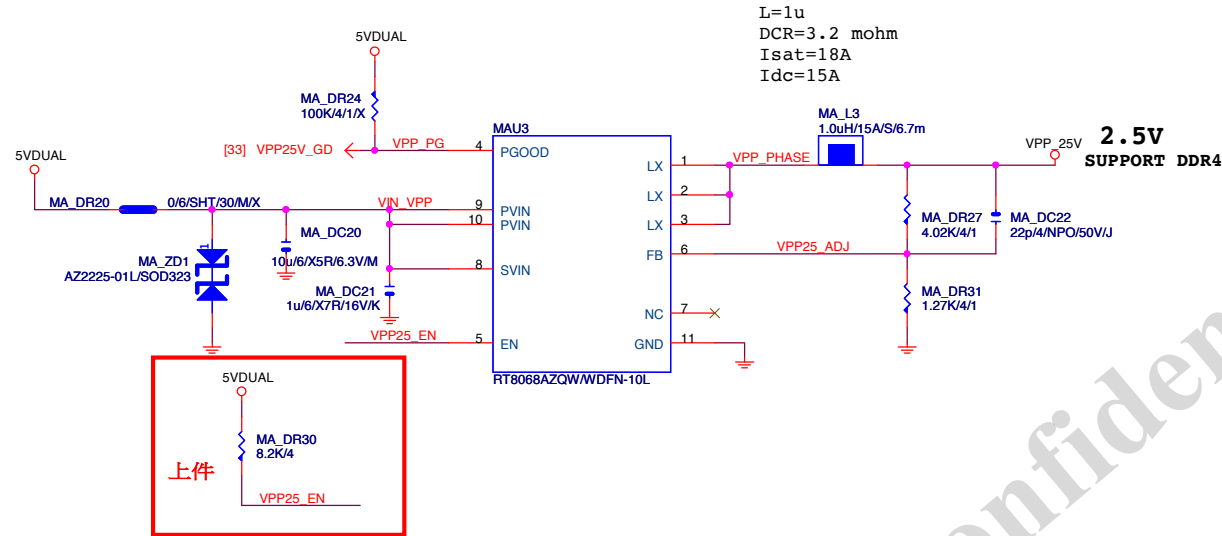 L=1u
DCR=3.2 mohm
Isat=18A
Idc=15A
5VDUAL
MA_DR24
100K/4/1/X
[33] VPP25V_GD
VPP_PG
4
PGOOD
MAU3
5VDUAL
MA_DR20
0/6/SHT/30/M/X
VIN_VPP
9
PVIN
10
PVIN
MA_ZD1
AZ2225-01L/SOD323
1
MA_DC20
10u/6/X5R/6.3V/M
8
SVIN
MA_DC21
1u/6/X7R/16V/K
VPP25_EN
5
EN
LX
1
LX
2
LX
3
FB
6
NC
7
GND
11
RT8068AZQW/WDFN-10L
VPP_PHASE
MA_L3
1.0uH/15A/S/6.7m
VPP_25V
2.5V
SUPPORT DDR4
MA_DR27
4.02K/4/1
MA_DC22
22p/4/NPO/50V/J
VPP25_ADJ
MA_DR31
1.27K/4/1
5VDUAL
MA_DR30
8.2K/4
上件
VPP25_EN